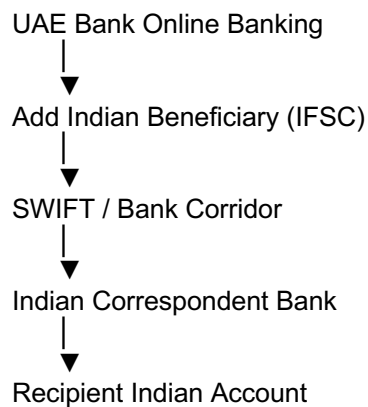 UAE Bank Online Banking
Add Indian Beneficiary (IFSC)
SWIFT / Bank Corridor
Indian Correspondent Bank
Recipient Indian Account